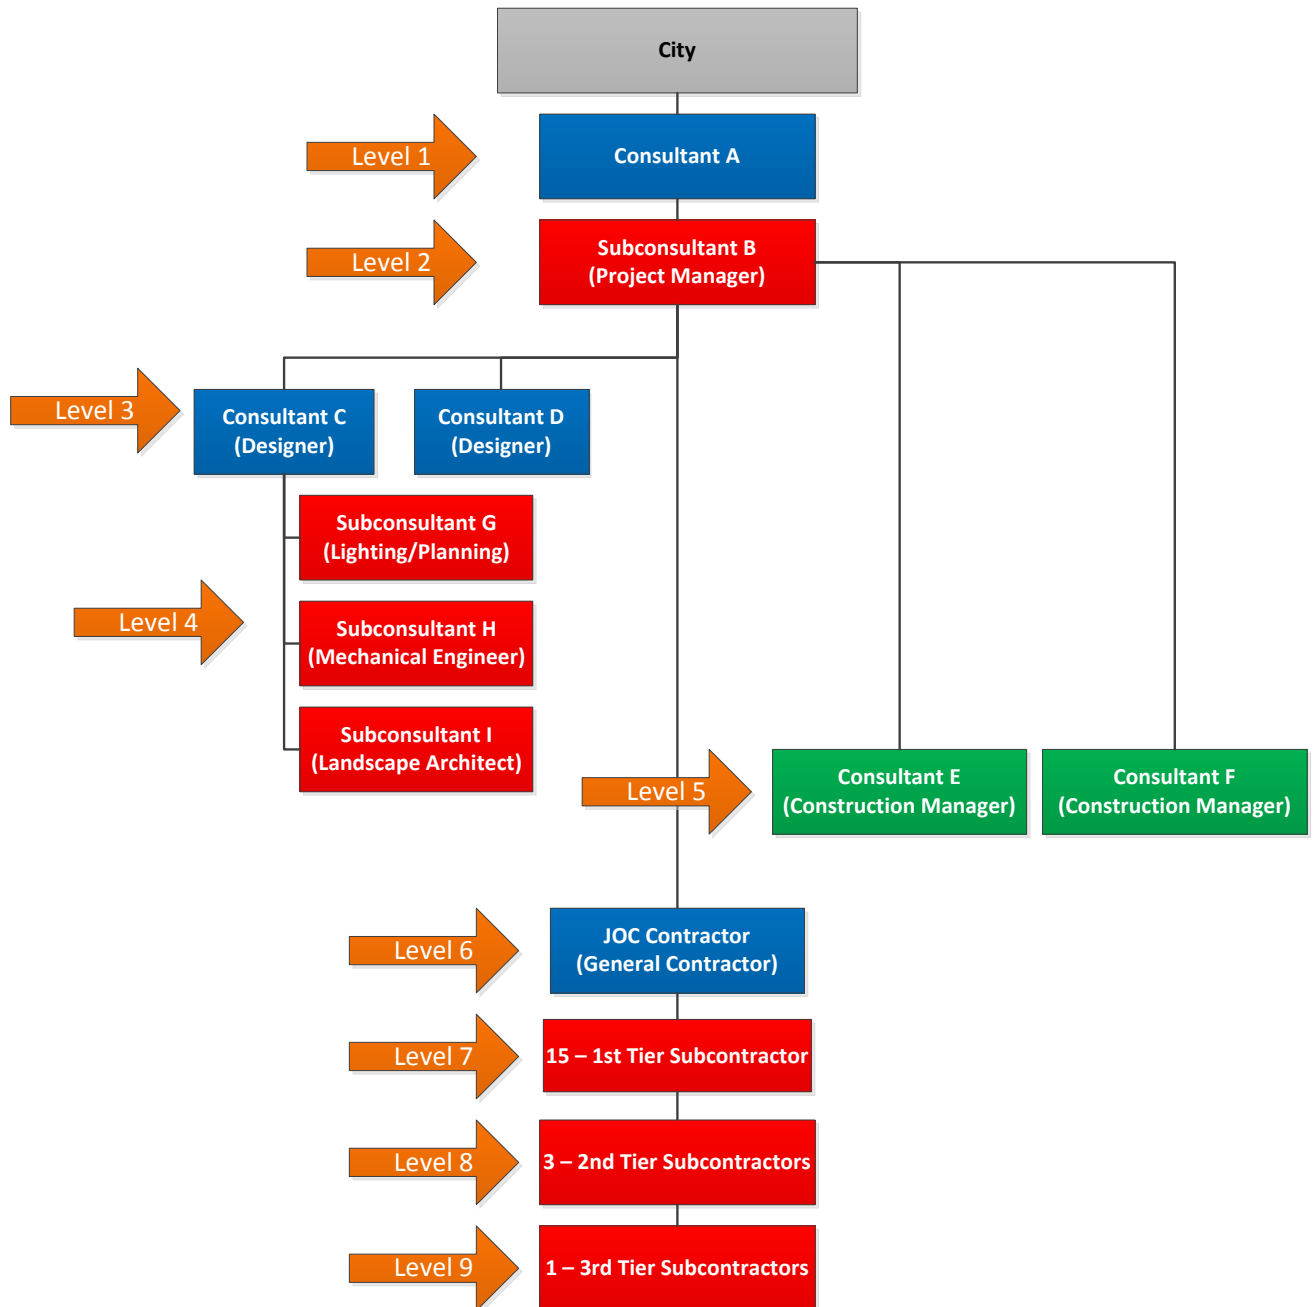 City
Level 1
Consultant A
Level 2
Subconsultant B
(Project Manager)
Level 3
Consultant C
(Designer)
Consultant D
(Designer)
Subconsultant G
(Lighting/Planning)
Level 4
Subconsultant H
(Mechanical Engineer)
Subconsultant I
(Landscape Architect)
Level 5
Consultant E
(Construction Manager)
Consultant F
(Construction Manager)
Level 6
JOC Contractor
(General Contractor)
Level 7
15 – 1st Tier Subcontractor
Level 8
3 – 2nd Tier Subcontractors
Level 9
1 – 3rd Tier Subcontractors